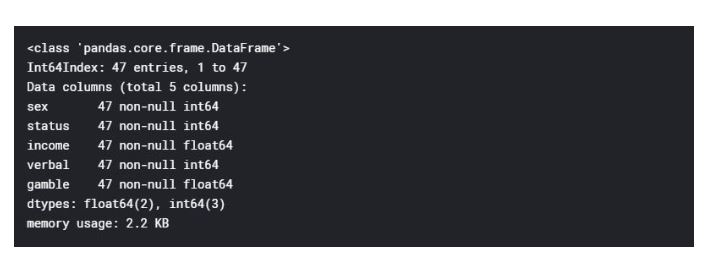 <class 'pandas.core.frame.DataFrame'>
Int64Index: 47 entries, 1 to 47
Data columns (total 5 columns):
sex       47 non-null int64
status    47 non-null int64
income    47 non-null float64
verbal    47 non-null int64
gamble    47 non-null float64
dtypes: float64(2), int64(3)
memory usage: 2.2 KB